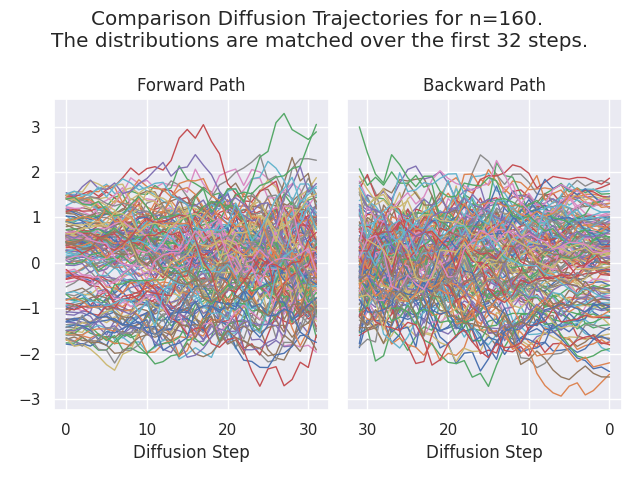 Comparison Diffusion Trajectories for n=160.
The distributions are matched over the first 32 steps.
Forward Path
Backward Path
3
2
1
0
−1
−2
−3
0 10 20 30
30 20 10 0
Diffusion Step
Diffusion Step